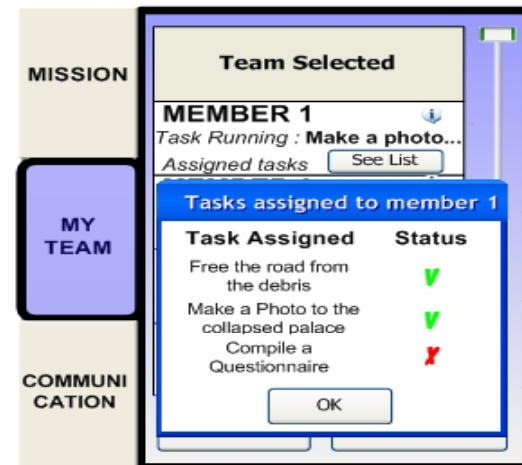 MISSION
MY
TEAM
COMMUNI
CATION
Team Selected
MEMBER 1
Task Running : Make a photo...
Assigned tasks See List
Tasks assigned to member 1
Task Assigned Status
Free the road from
the debris
V
Make a Photo to the
collapsed palace
V
Compile a
Questionnaire
X
OK